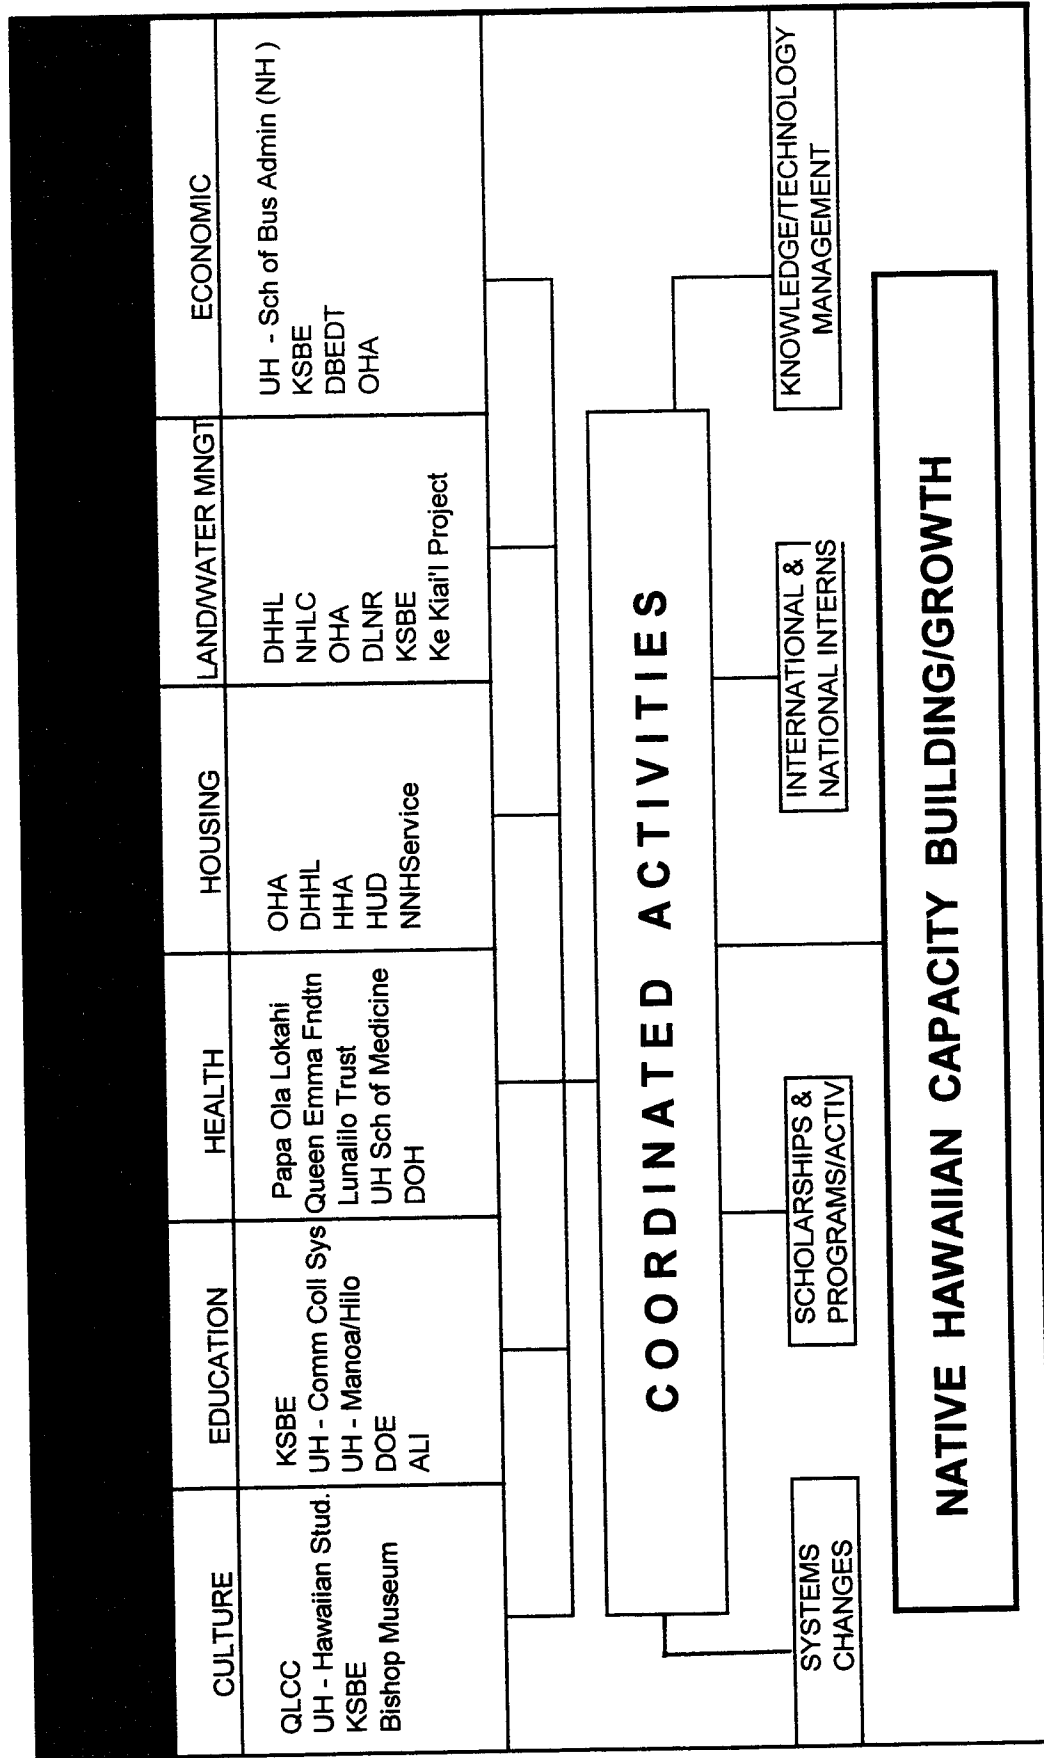 CULTURE
QLCC
UH - Hawaiian Stud.
KSBE
Bishop Museum
EDUCATION
KSBE
UH - Comm Coll Sys
UH - Manoa/Hilo
DOE
ALI
HEALTH
Papa Ola Lokahi
Queen Emma Fndtn
Lunalilo Trust
UH Sch of Medicine
DOH
HOUSING
OHA
DHHL
HHA
HUD
NNHService
LAND/WATER MNGT
DHHL
NHLC
OHA
DLNR
KSBE
Ke Kiai'l Project
ECONOMIC
UH - Sch of Bus Admin (NH )
KSBE
DBEDT
OHA
COORDINATED ACTIVITIES
SYSTEMS
CHANGES
SCHOLARSHIPS &
PROGRAMS/ACTIV
INTERNATIONAL &
NATIONAL INTERNS
KNOWLEDGE/TECHNOLOGY
MANAGEMENT
NATIVE HAWAIIAN CAPACITY BUILDING/GROWTH